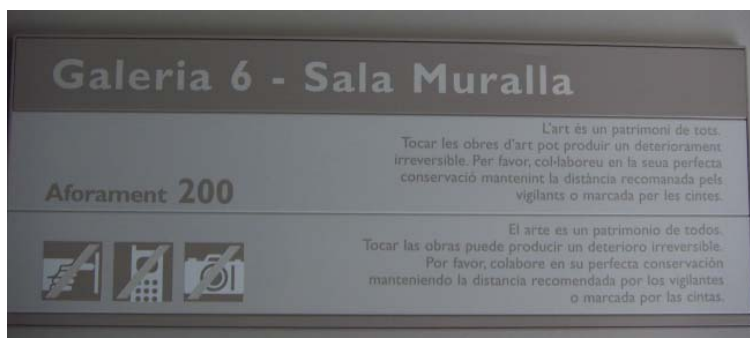 Galeria 6 - Sala Muralla
L'art és un patrimoni de tots.
Tocar les obres d'art pot produir un deteriorament
irreversible. Per favor, col·laboreu en la seua perfecta
conservació mantenint la distància recomanada pels
vigilants o marcada per les cintes.
Aforament 200
El arte es un patrimonio de todos.
Tocar las obras puede producir un deterioro irreversible.
Por favor, colabore en su perfecta conservación
manteniendo la distancia recomendada por los vigilantes
o marcada por las cintas.